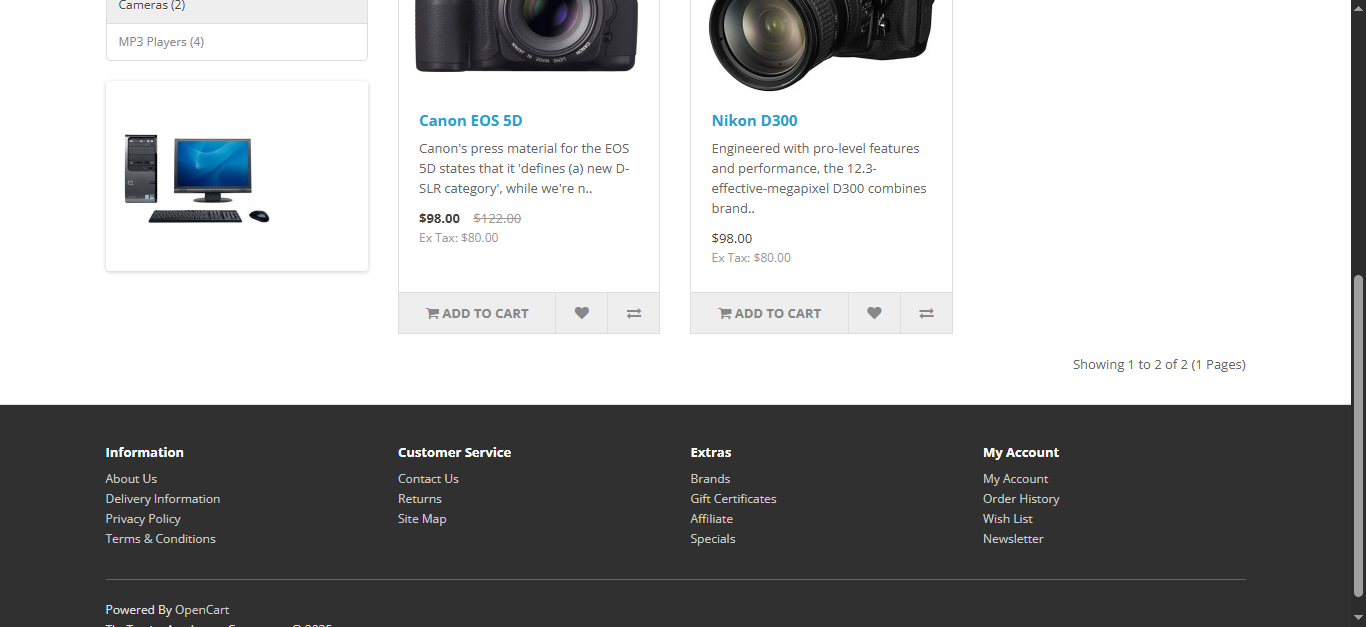 Cameras (2)
MP3 Players (4)
Canon EOS 5D
Canon's press material for the EOS
5D states that it 'defines (a) new D-
SLR category', while we're n..
$98.00 $122.00
Ex Tax: $80.00
ADD TO CART
Nikon D300
Engineered with pro-level features
and performance, the 12.3-
effective-megapixel D300 combines
brand..
$98.00
Ex Tax: $80.00
ADD TO CART
Showing 1 to 2 of 2 (1 Pages)
Information
About Us
Delivery Information
Privacy Policy
Terms & Conditions
Customer Service
Contact Us
Returns
Site Map
Extras
Brands
Gift Certificates
Affiliate
Specials
My Account
My Account
Order History
Wish List
Newsletter
Powered By OpenCart